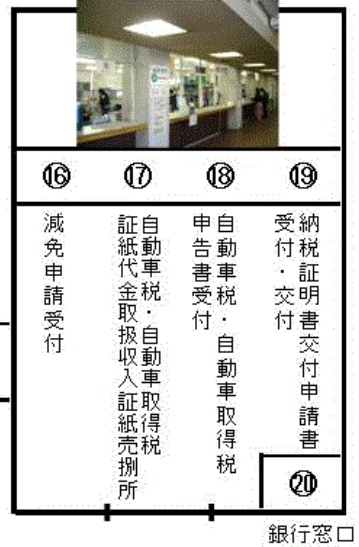 ⑯ ⑰ ⑱ ⑲
減免申請受付
自動車税・自動車取得税
証紙代金取扱収入証紙売捌所
自動車税・自動車取得税
申告書受付
納税証明書交付申請書
受付・交付
⑳
銀行窓口